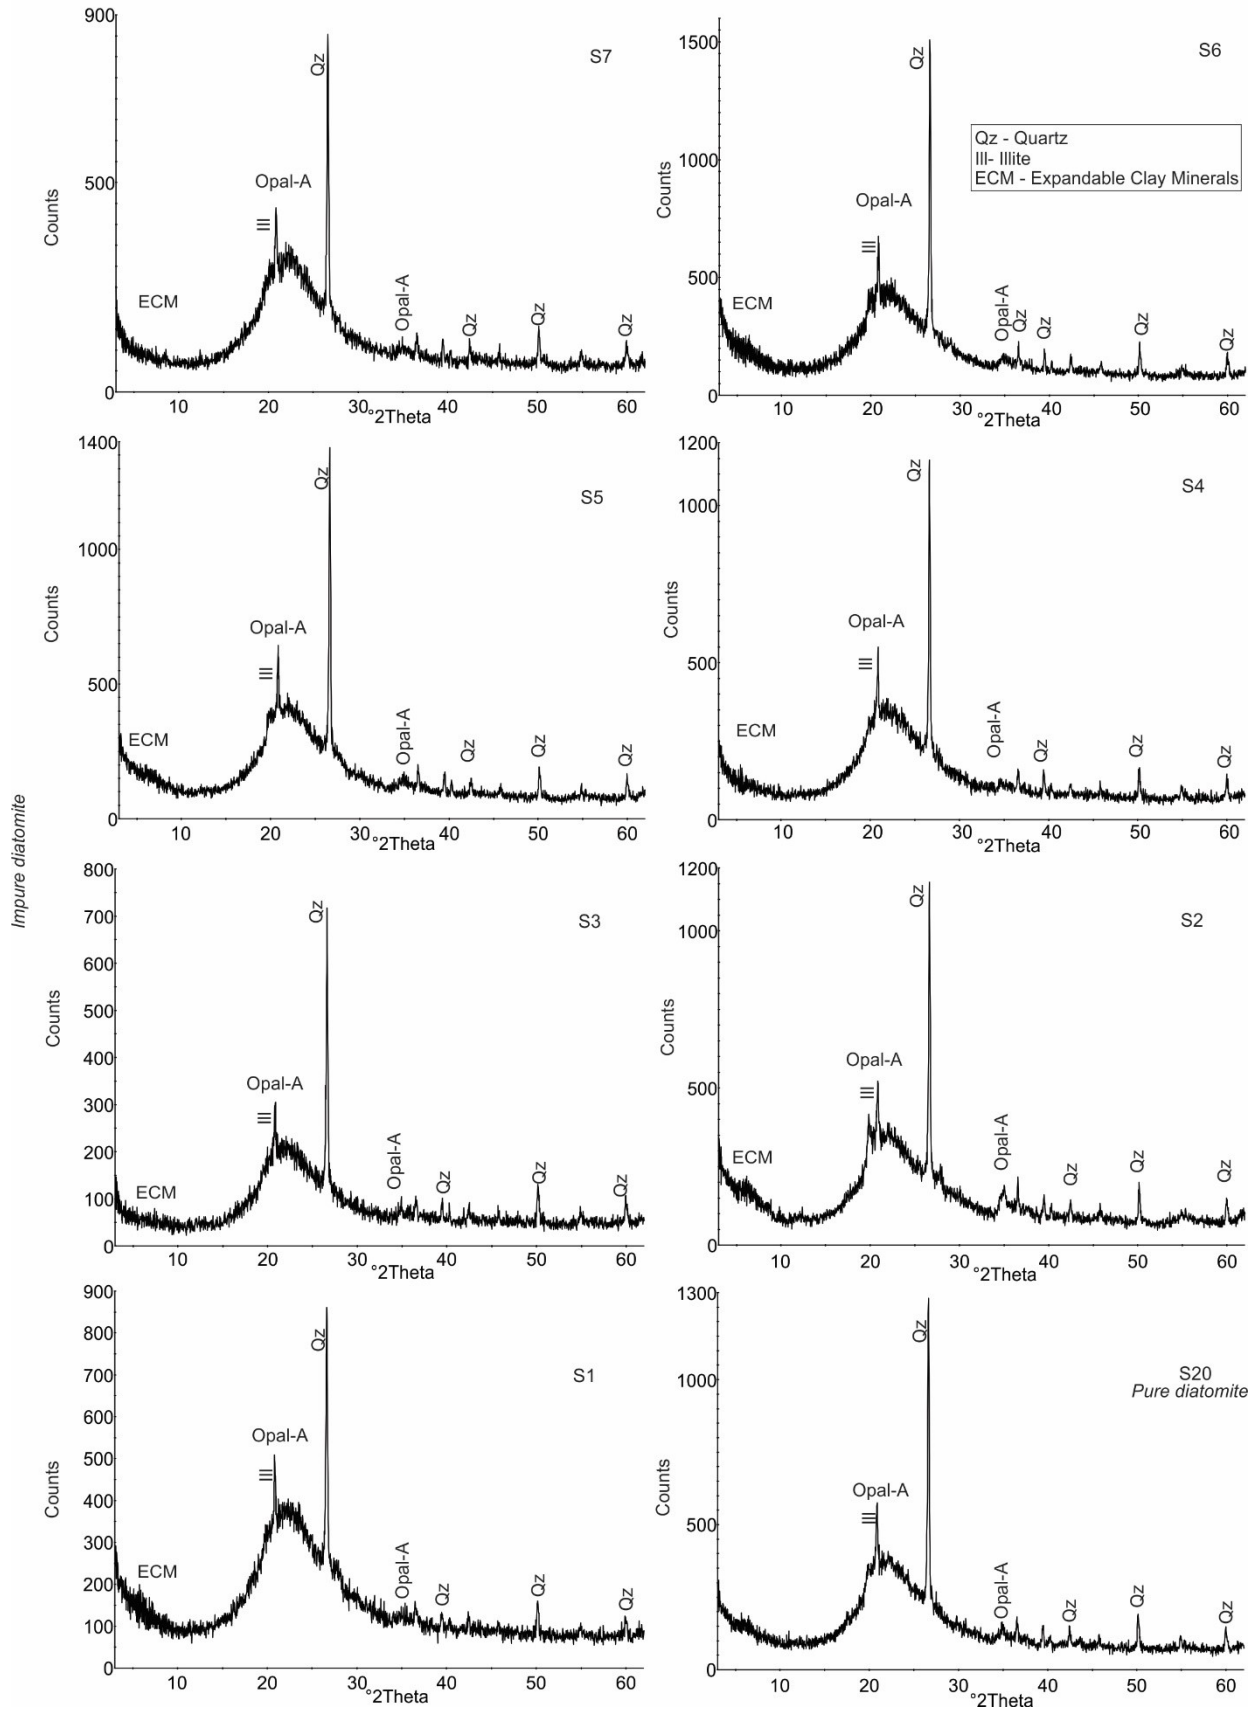 Impure diatomite
900
500
0
Counts
S7
Qz
Opal-A
Ill
ECM
Opal-A
Qz
Qz
Qz
10 20 30 40 50 60
°2Theta
1500
1000
500
0
Counts
S6
Qz
Qz - Quartz
Ill- Illite
ECM - Expandable Clay Minerals
Opal-A
Ill
ECM
Opal-A
Qz
Qz
Qz
Qz
10 20 30 40 50 60
°2Theta
1400
1000
500
0
Counts
S5
Qz
Opal-A
Ill
ECM
Opal-A
Qz
Qz
Qz
10 20 30 40 50 60
°2Theta
1200
1000
500
0
Counts
S4
Qz
Opal-A
Ill
ECM
Opal-A
Qz
Qz
Qz
10 20 30 40 50 60
°2Theta
800
700
600
500
400
300
200
100
0
Counts
S3
Qz
Opal-A
Ill
ECM
Opal-A
Qz
Qz
Qz
10 20 30 40 50 60
°2Theta
1200
1000
500
0
Counts
S2
Qz
Opal-A
Ill
ECM
Opal-A
Qz
Qz
Qz
10 20 30 40 50 60
°2Theta
900
800
700
600
500
400
300
200
100
0
Counts
S1
Qz
Opal-A
Ill
ECM
Opal-A
Qz
Qz
Qz
10 20 30 40 50 60
°2Theta
1300
1000
500
0
Counts
S20
Pure diatomite
Qz
Opal-A
Ill
Opal-A
Qz
Qz
Qz
10 20 30 40 50 60
°2Theta